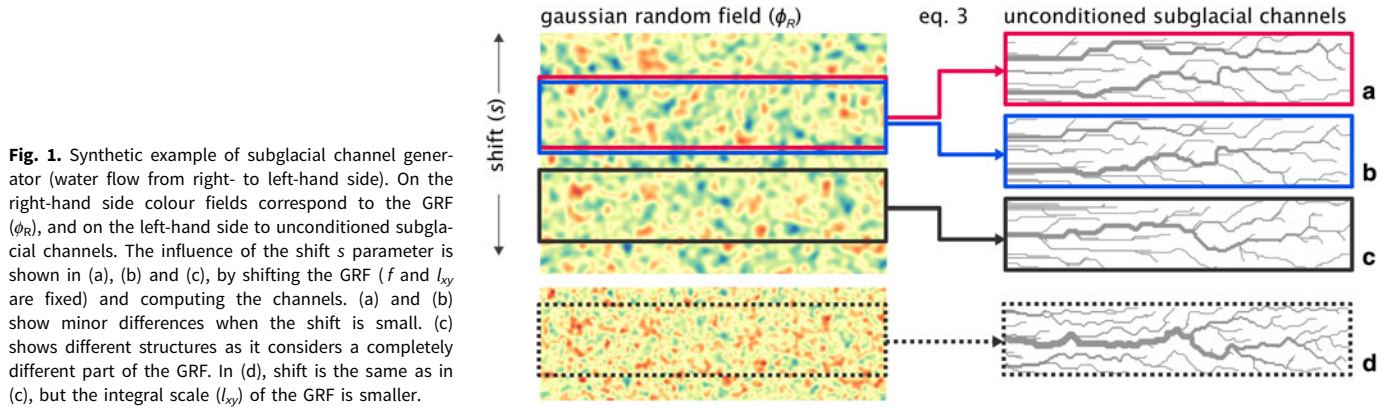 gaussian random field (ϕR)
eq. 3
unconditioned subglacial channels
shift (s)
a
b
c
d
Fig. 1. Synthetic example of subglacial channel gener-
ator (water flow from right- to left-hand side). On the
right-hand side colour fields correspond to the GRF
(ϕR), and on the left-hand side to unconditioned subgla-
cial channels. The influence of the shift s parameter is
shown in (a), (b) and (c), by shifting the GRF (f and lxy
are fixed) and computing the channels. (a) and (b)
show minor differences when the shift is small. (c)
shows different structures as it considers a completely
different part of the GRF. In (d), shift is the same as in
(c), but the integral scale (lxy) of the GRF is smaller.